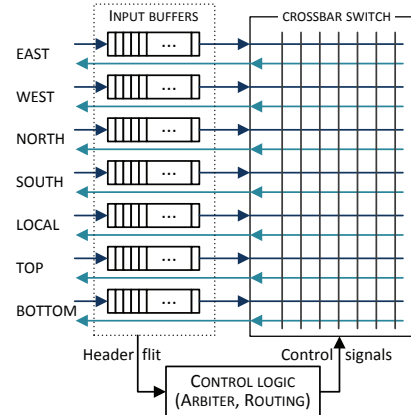 INPUT BUFFERS
CROSSBAR SWITCH
EAST
...
WEST
...
NORTH
...
SOUTH
...
LOCAL
...
TOP
...
BOTTOM
...
Header flit
Control signals
CONTROL LOGIC
(ARBITER, ROUTING)